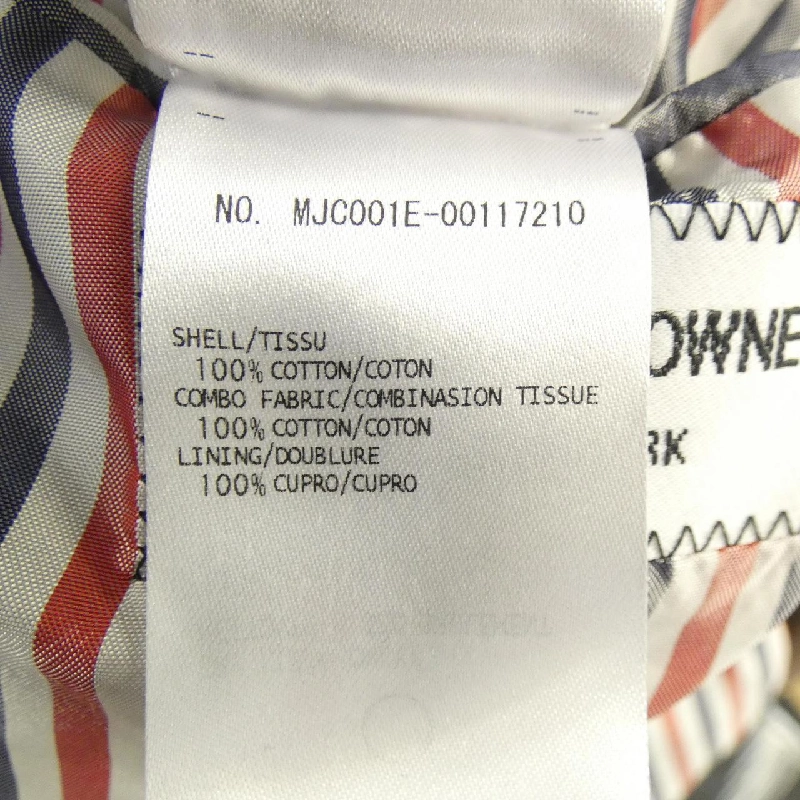 NO. MJC001E-00117210
SHELL/TISSU
100% COTTON/COTON
COMBO FABRIC/COMBINASION TISSUE
100% COTTON/COTON
LINING/DOUBLURE
100% CUPRO/CUPRO
OWNE
RK